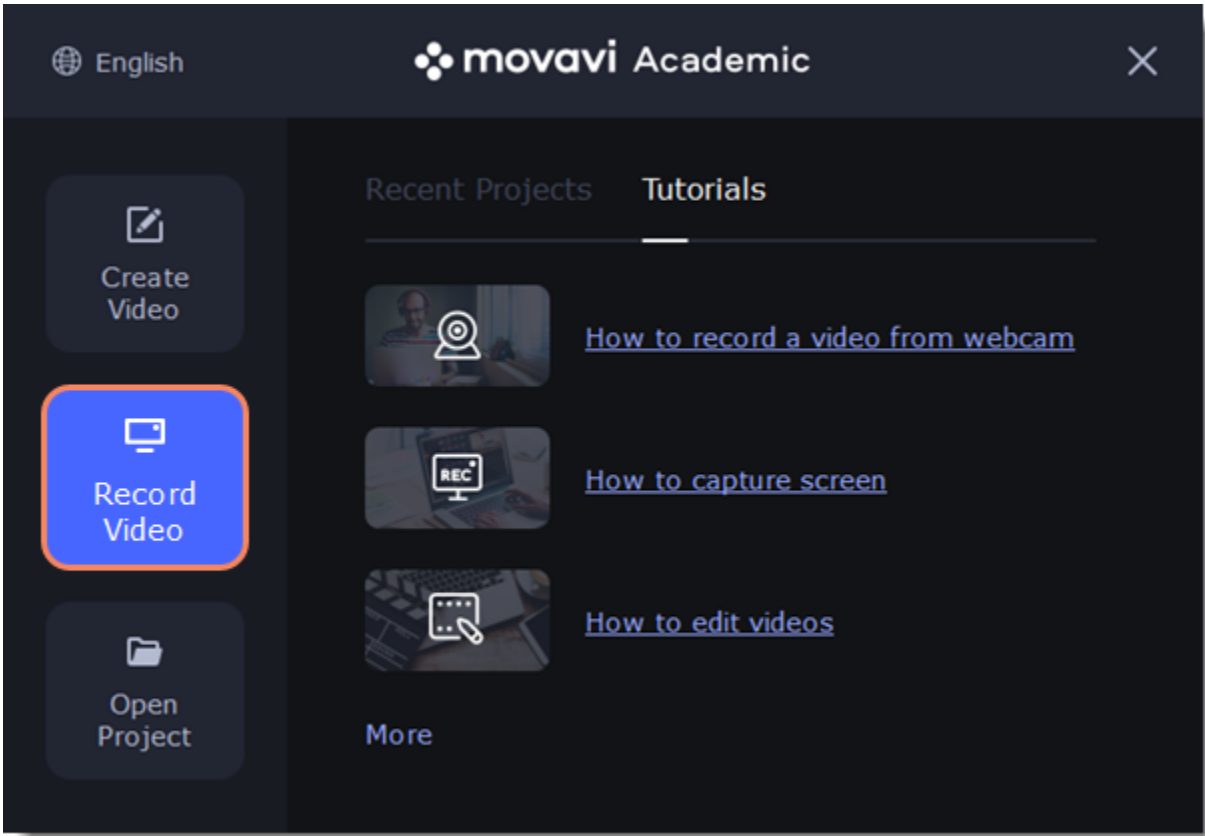 English
movavi Academic
Create
Video
Record
Video
Open
Project
Recent Projects
Tutorials
How to record a video from webcam
REC
How to capture screen
How to edit videos
More